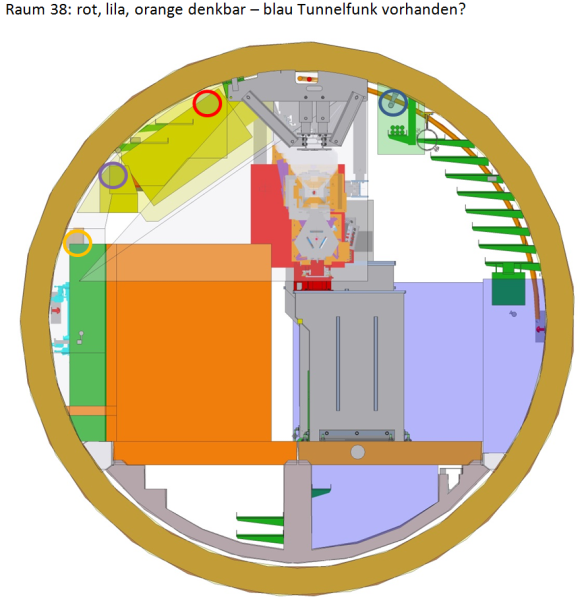 Raum 38: rot, lila, orange denkbar – blau Tunnelfunk vorhanden?